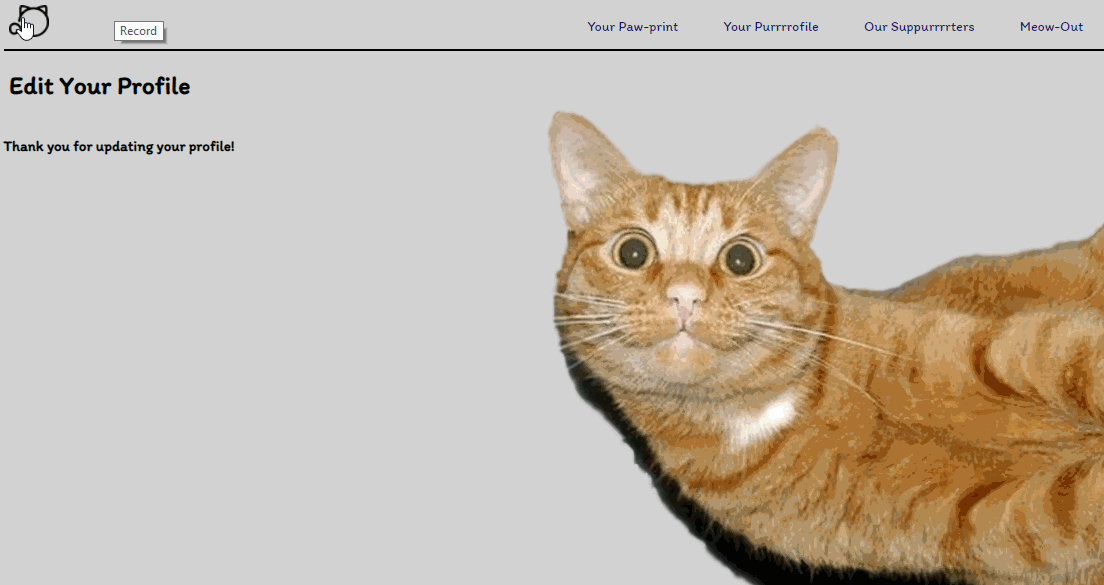 Record
Your Paw-print
Your Purrrrofile
Our Suppurrrrters
Meow-Out
Edit Your Profile
Thank you for updating your profile!